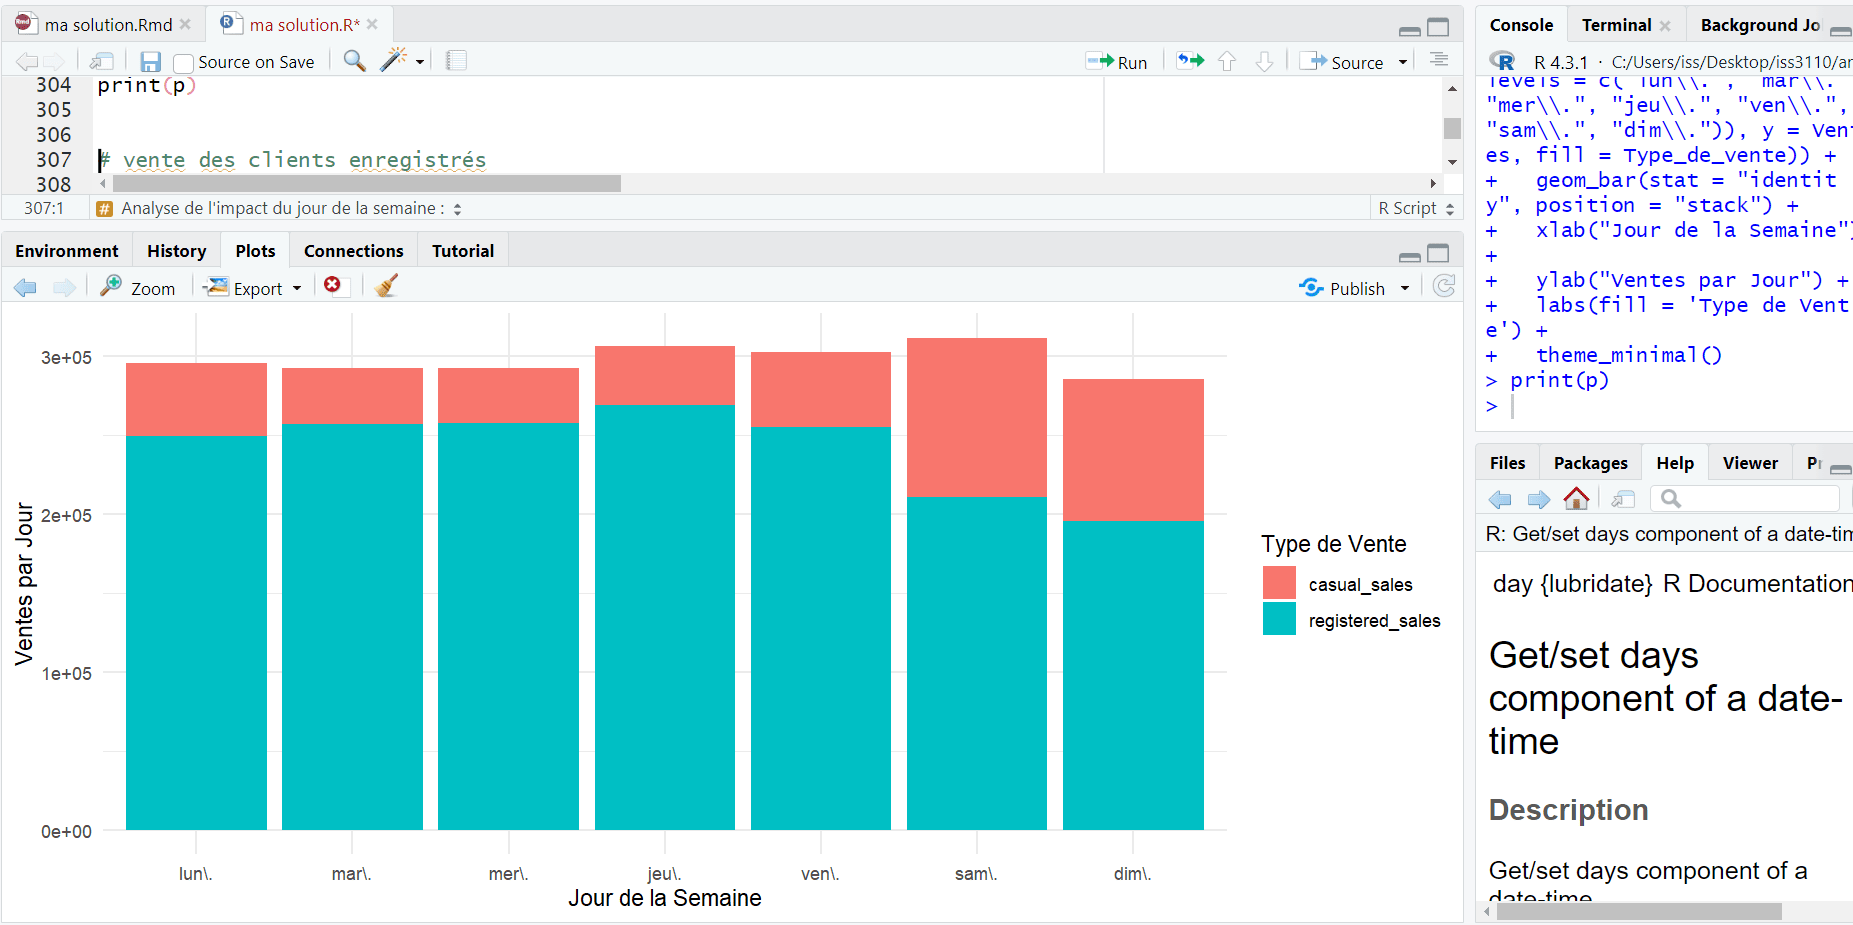 ma solution.Rmd
ma solution.R*
Source on Save
Run
Source
304 print(p)
305
306
307 # vente des clients enregistrés
308
307:1
Analyse de l'impact du jour de la semaine :
R Script
Environment History Plots Connections Tutorial
Zoom
Export
Publish
3e+05
2e+05
1e+05
0e+00
Ventes par Jour
lun\. mar\. mer\. jeu\. ven\. sam\. dim\.
Jour de la Semaine
Type de Vente
casual_sales
registered_sales
Console Terminal Background Jo
R 4.3.1 · C:/Users/iss/Desktop/iss3110/ar
levels = c("lun\\.", "mar\\."
"mer\\.", "jeu\\.", "ven\\.",
"sam\\.", "dim\\.")), y = Vent
es, fill = Type_de_vente)) +
+   geom_bar(stat = "identit
y", position = "stack") +
+   xlab("Jour de la Semaine")
+
+   ylab("Ventes par Jour") +
+   labs(fill = 'Type de Vent
e') +
+   theme_minimal()
> print(p)
>
Files Packages Help Viewer Pr
R: Get/set days component of a date-tim
day {lubridate} R Documentation
Get/set days
component of a date-
time
Description
Get/set days component of a
date-time